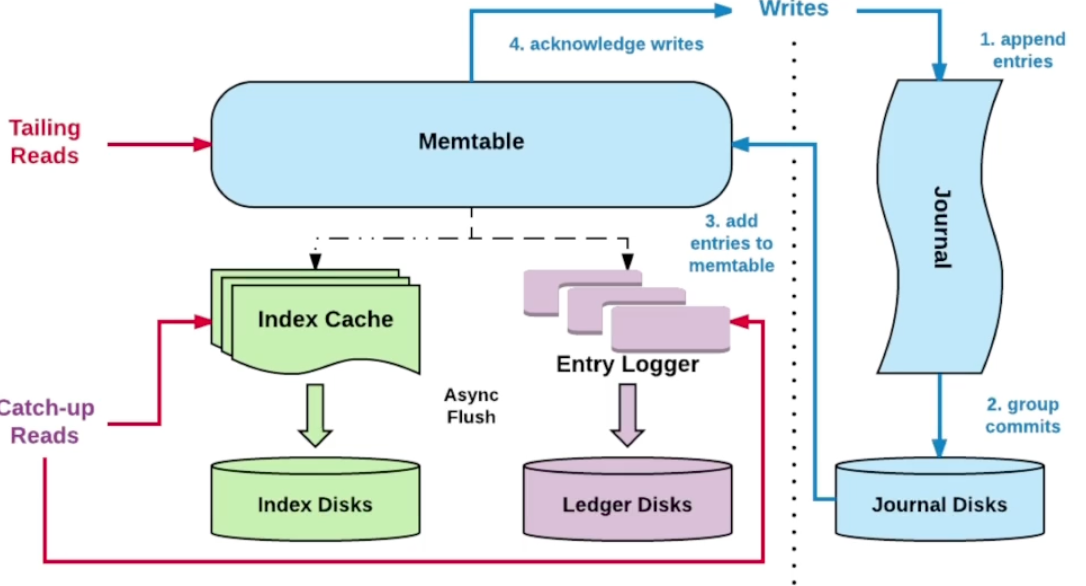 Writes
4. acknowledge writes
1. append
entries
Tailing
Reads
Memtable
Journal
3. add
entries to
memtable
Index Cache
Entry Logger
Async
Flush
Catch-up
Reads
2. group
commits
Index Disks
Ledger Disks
Journal Disks